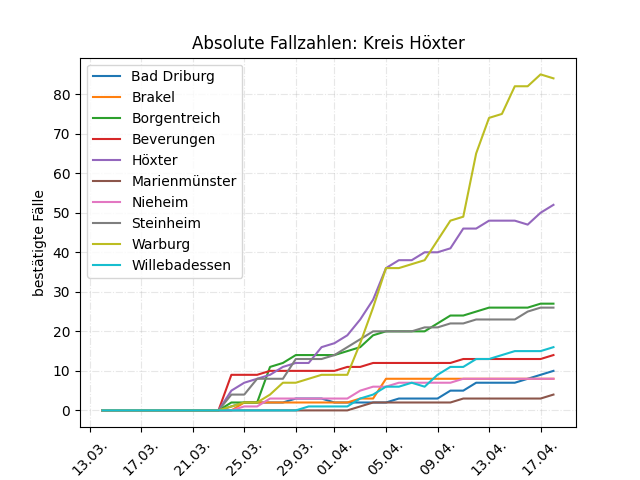 Absolute Fallzahlen: Kreis Höxter
bestätigte Fälle
80
70
60
50
40
30
20
10
0
Bad Driburg
Brakel
Borgentreich
Beverungen
Höxter
Marienmünster
Nieheim
Steinheim
Warburg
Willebadessen
13.03. 17.03. 21.03. 25.03. 29.03. 01.04. 05.04. 09.04. 13.04. 17.04.